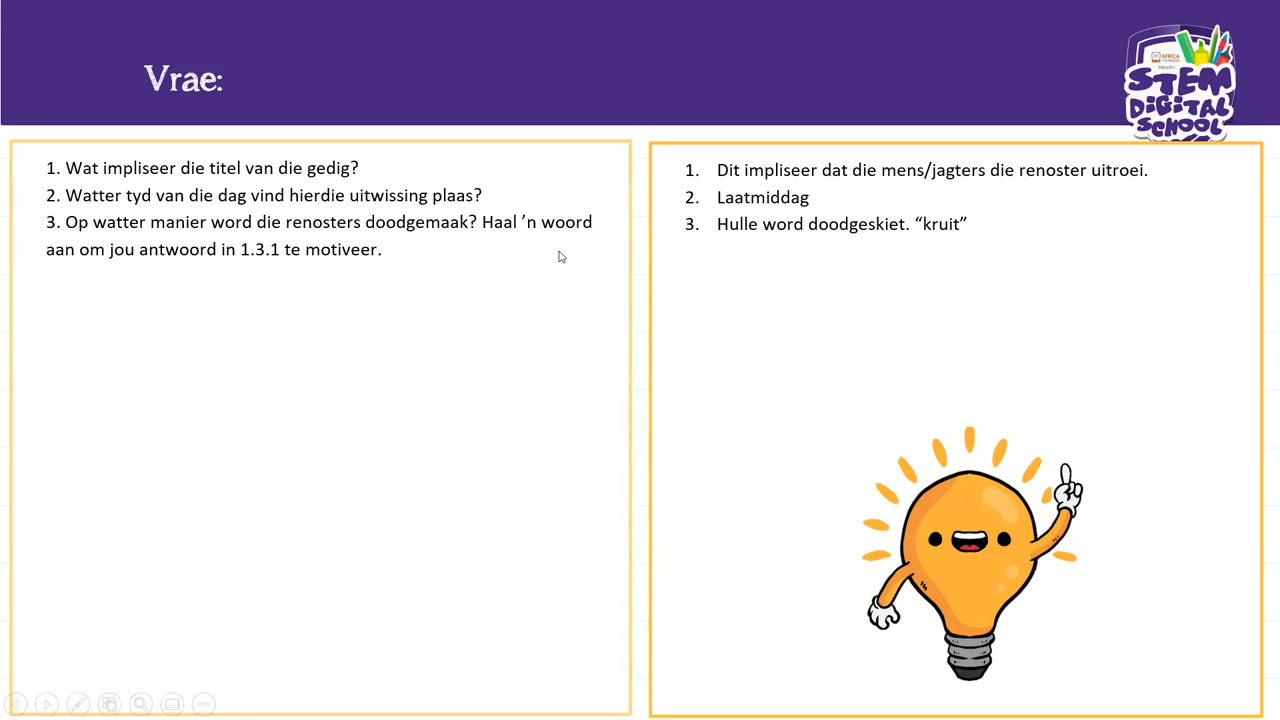 Vrae:
AFRICA
STEM
DIGITAL
SCHOOL
1. Wat impliseer die titel van die gedig?
2. Watter tyd van die dag vind hierdie uitwissing plaas?
3. Op watter manier word die renosters doodgemaak? Haal ’n woord
aan om jou antwoord in 1.3.1 te motiveer.
1. Dit impliseer dat die mens/jagters die renoster uitroei.
2. Laatmiddag
3. Hulle word doodgeskiet. “kruit”